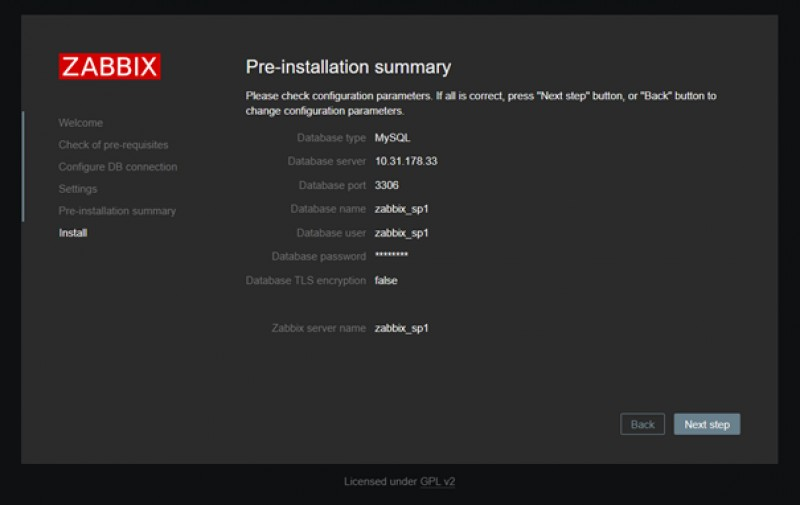 ZABBIX
Welcome
Check of pre-requisites
Configure DB connection
Settings
Pre-installation summary
Install
Pre-installation summary
Please check configuration parameters. If all is correct, press "Next step" button, or "Back" button to
change configuration parameters.
Database type MySQL
Database server 10.31.178.33
Database port 3306
Database name zabbix_sp1
Database user zabbix_sp1
Database password ********
Database TLS encryption false
Zabbix server name zabbix_sp1
Back Next step
Licensed under GPL v2